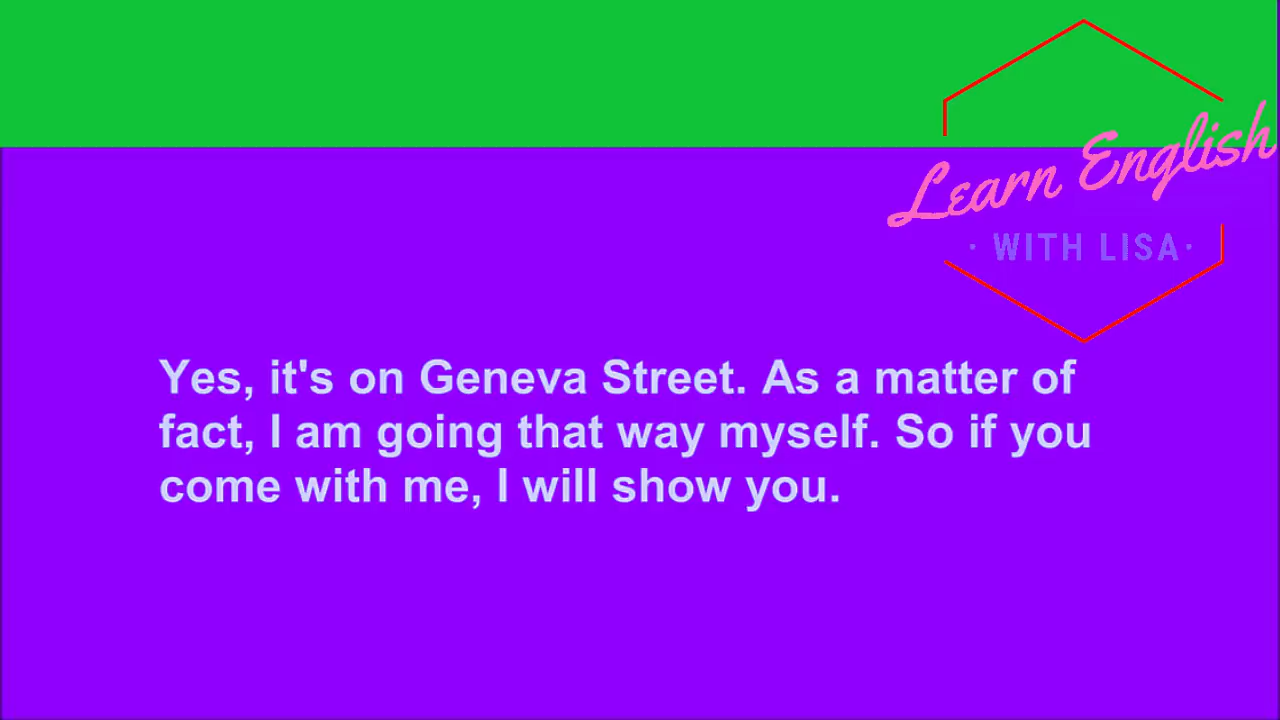 Learn English
· WITH LISA·
Yes, it's on Geneva Street. As a matter of
fact, I am going that way myself. So if you
come with me, I will show you.